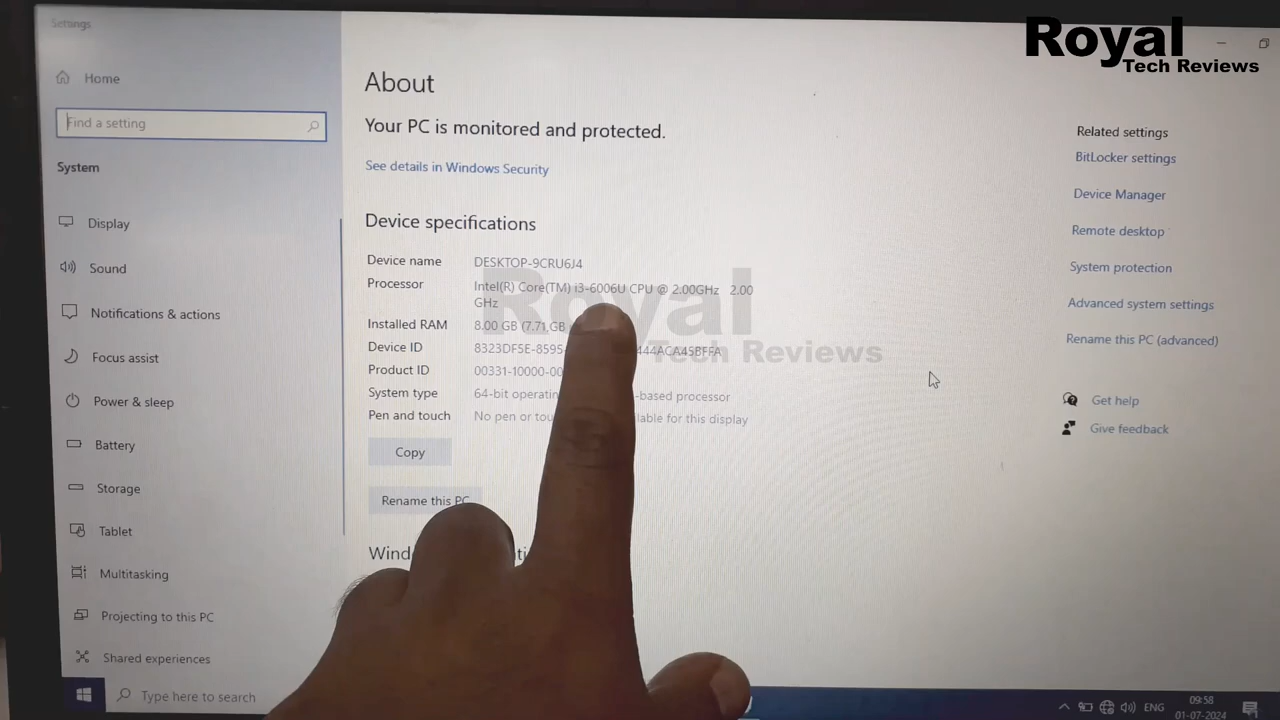 Settings
Royal
Tech Reviews
Home
Find a setting
System
Display
Sound
Notifications & actions
Focus assist
Power & sleep
Battery
Storage
Tablet
Multitasking
Projecting to this PC
Shared experiences
About
Your PC is monitored and protected.
See details in Windows Security
Device specifications
Device name DESKTOP-9CRU6J4
Processor Intel(R) Core(TM) i3-6006U CPU @ 2.00GHz 2.00
GHz
Installed RAM 8.00 GB (7.71 GB
Device ID 8323DF5E-8595- 444ACA45BFFA
Product ID 00331-10000-00
System type 64-bit -based processor
Pen and touch No pen or for this display
Royal
Tech Reviews
Copy
Rename this PC
Related settings
BitLocker settings
Device Manager
Remote desktop
System protection
Advanced system settings
Rename this PC (advanced)
Get help
Give feedback
Type here to search
ENG
09:58
01-07-2024